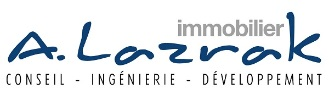 immobilier
A.Lazrak
CONSEIL - INGÉNIERIE - DÉVELOPPEMENT